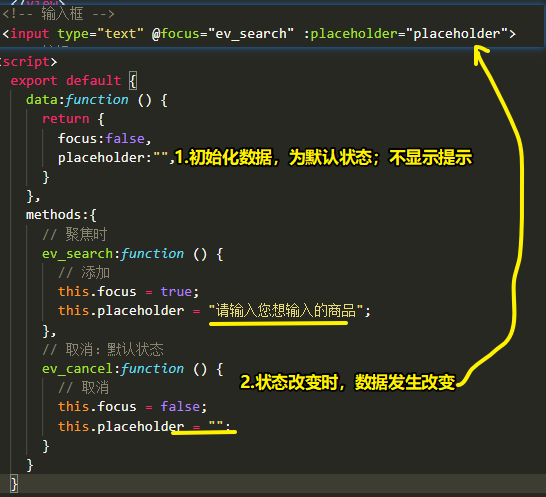 </view>
<!-- 输入框 -->
<input type="text" @focus="ev_search" :placeholder="placeholder">
<script>
export default {
data:function () {
return {
focus:false,
placeholder:"", 1.初始化数据，为默认状态；不显示提示
}
},
methods:{
// 聚焦时
ev_search:function () {
// 添加
this.focus = true;
this.placeholder = "请输入您想输入的商品";
},
// 取消：默认状态
ev_cancel:function () {
2.状态改变时，数据发生改变
// 取消
this.focus = false;
this.placeholder = "";
}
}
}